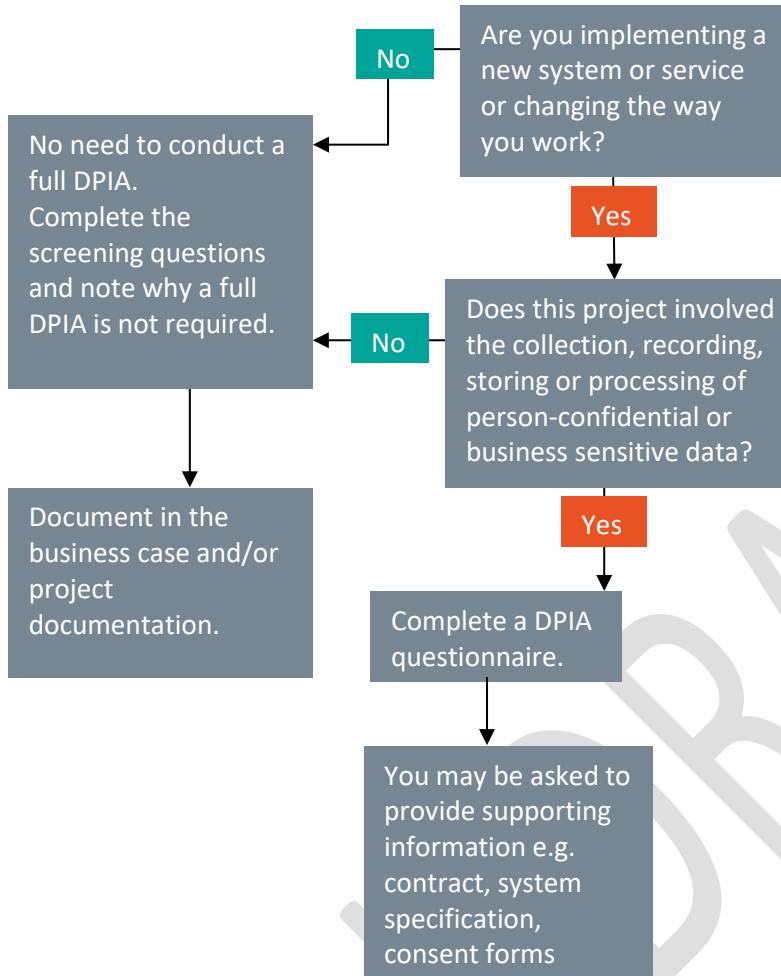 Are you implementing a
new system or service
or changing the way
you work?
No
No need to conduct a
full DPIA.
Complete the
screening questions
and note why a full
DPIA is not required.
Yes
Does this project involved
the collection, recording,
storing or processing of
person-confidential or
business sensitive data?
No
Document in the
business case and/or
project
documentation.
Yes
Complete a DPIA
questionnaire.
You may be asked to
provide supporting
information e.g.
contract, system
specification,
consent forms